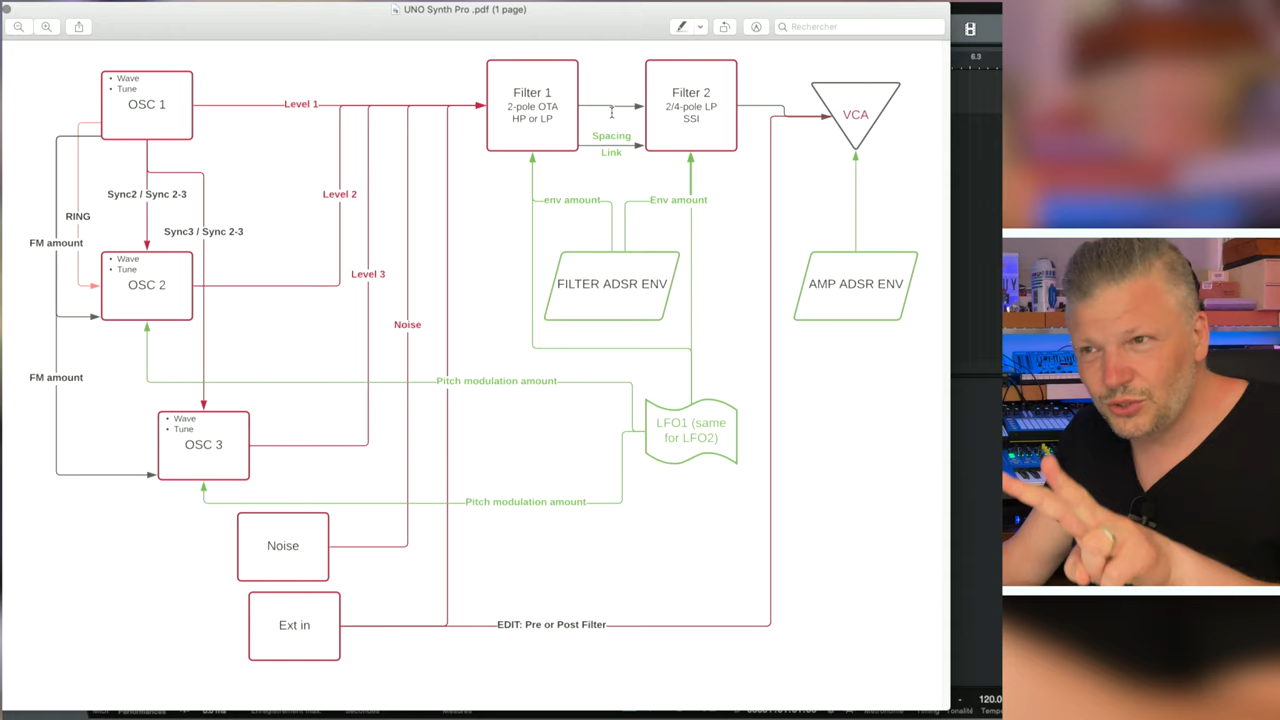 UNO Synth Pro .pdf (1 page)
Rechercher
6.3
• Wave
• Tune
OSC 1
Level 1
Filter 1
2-pole OTA
HP or LP
Filter 2
2/4-pole LP
SSI
VCA
Spacing
Link
Sync2 / Sync 2-3
Level 2
env amount
Env amount
RING
Sync3 / Sync 2-3
FM amount
• Wave
• Tune
OSC 2
Level 3
FILTER ADSR ENV
AMP ADSR ENV
Noise
FM amount
Pitch modulation amount
• Wave
• Tune
OSC 3
LFO1 (same
for LFO2)
Pitch modulation amount
Noise
Ext in
EDIT: Pre or Post Filter
120.0